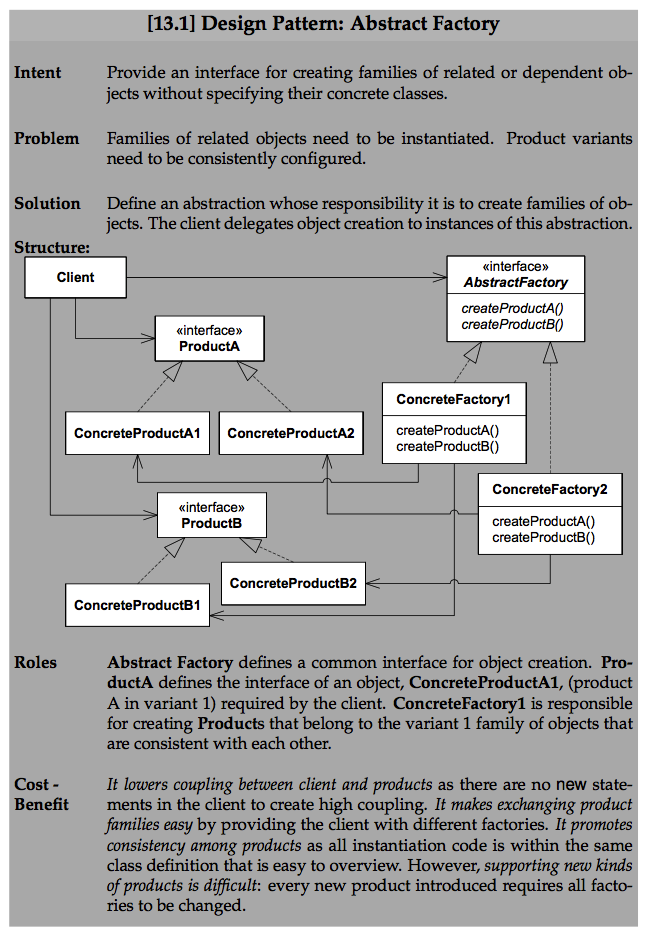 [13.1] Design Pattern: Abstract Factory
Intent Provide an interface for creating families of related or dependent ob-
jects without specifying their concrete classes.
Problem Families of related objects need to be instantiated. Product variants
need to be consistently configured.
Solution Define an abstraction whose responsibility it is to create families of ob-
jects. The client delegates object creation to instances of this abstraction.
Structure:
Client
«interface»
AbstractFactory
createProductA()
createProductB()
«interface»
ProductA
ConcreteProductA1
ConcreteProductA2
ConcreteFactory1
createProductA()
createProductB()
«interface»
ProductB
ConcreteFactory2
createProductA()
createProductB()
ConcreteProductB1
ConcreteProductB2
Roles Abstract Factory defines a common interface for object creation. Pro-
ductA defines the interface of an object, ConcreteProductA1, (product
A in variant 1) required by the client. ConcreteFactory1 is responsible
for creating Products that belong to the variant 1 family of objects that
are consistent with each other.
Cost - It lowers coupling between client and products as there are no new state-
Benefit ments in the client to create high coupling. It makes exchanging product
families easy by providing the client with different factories. It promotes
consistency among products as all instantiation code is within the same
class definition that is easy to overview. However, supporting new kinds
of products is difficult: every new product introduced requires all facto-
ries to be changed.